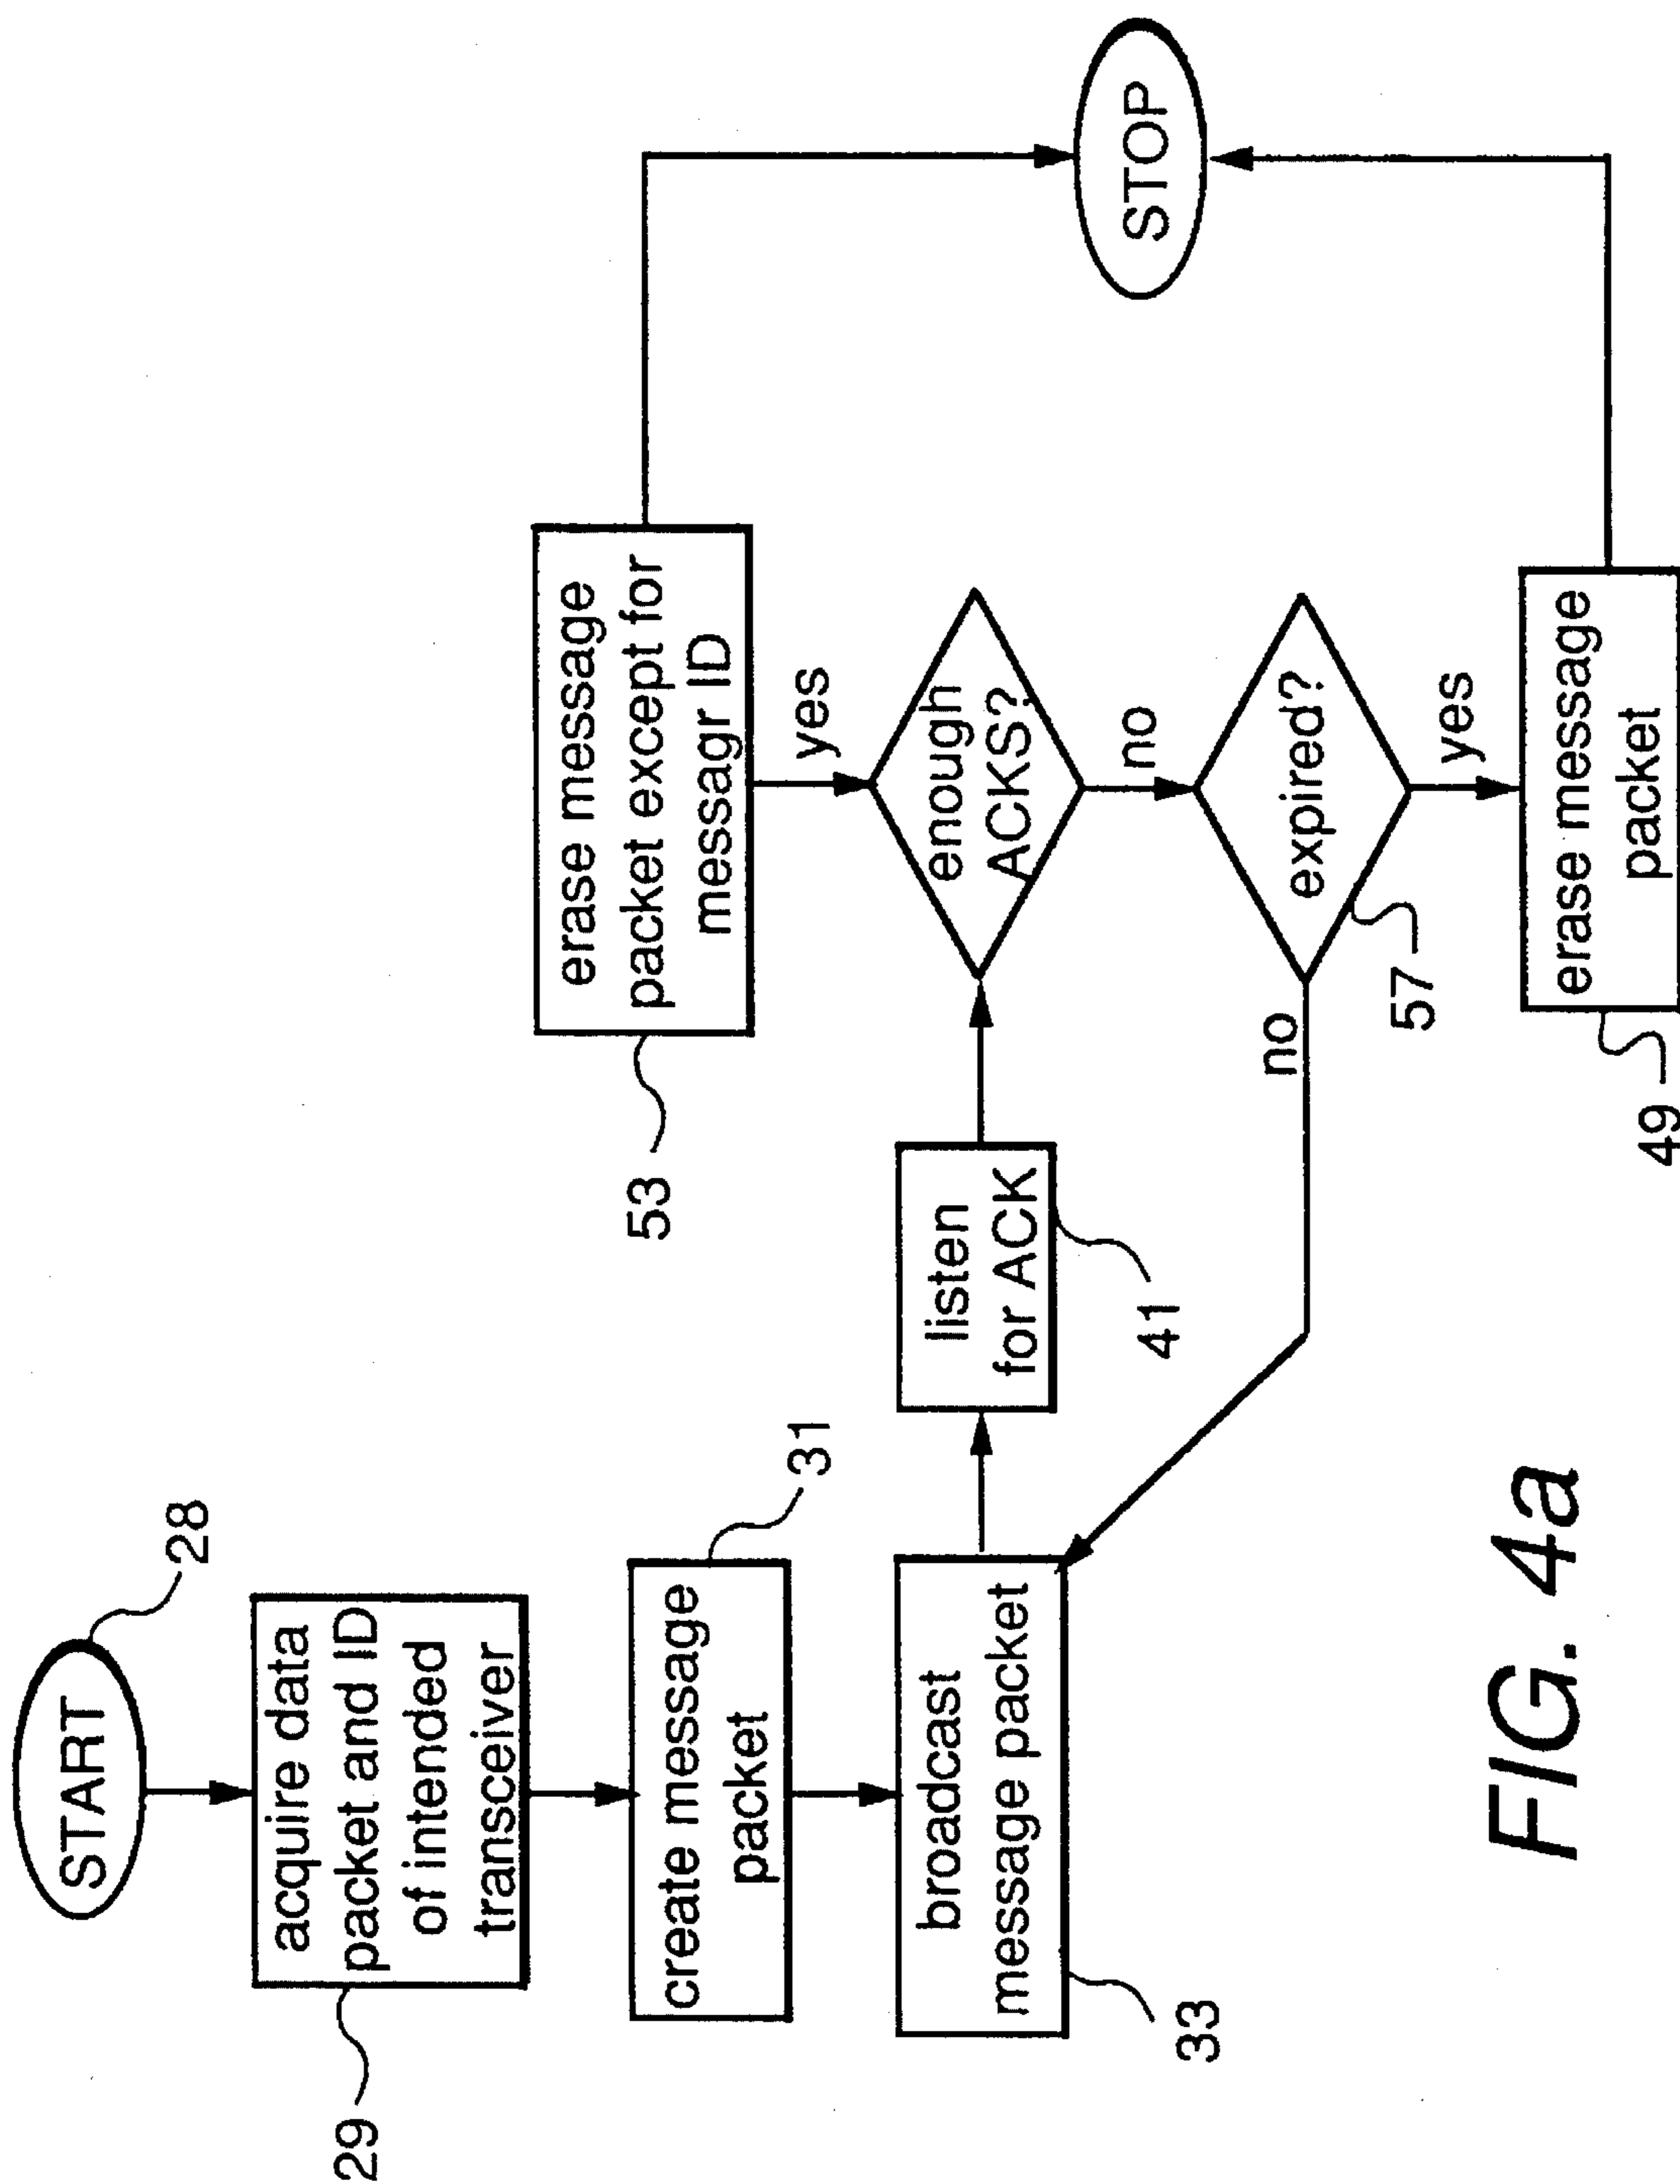 START
28
acquire data
packet and ID
of intended
transceiver
29
create message
packet
31
broadcast
message packet
33
listen
for ACK
41
erase message
packet except for
messagr ID
53
yes
enough
ACKS?
no
expired?
57
no
yes
erase message
packet
49
STOP
FIG. 4a